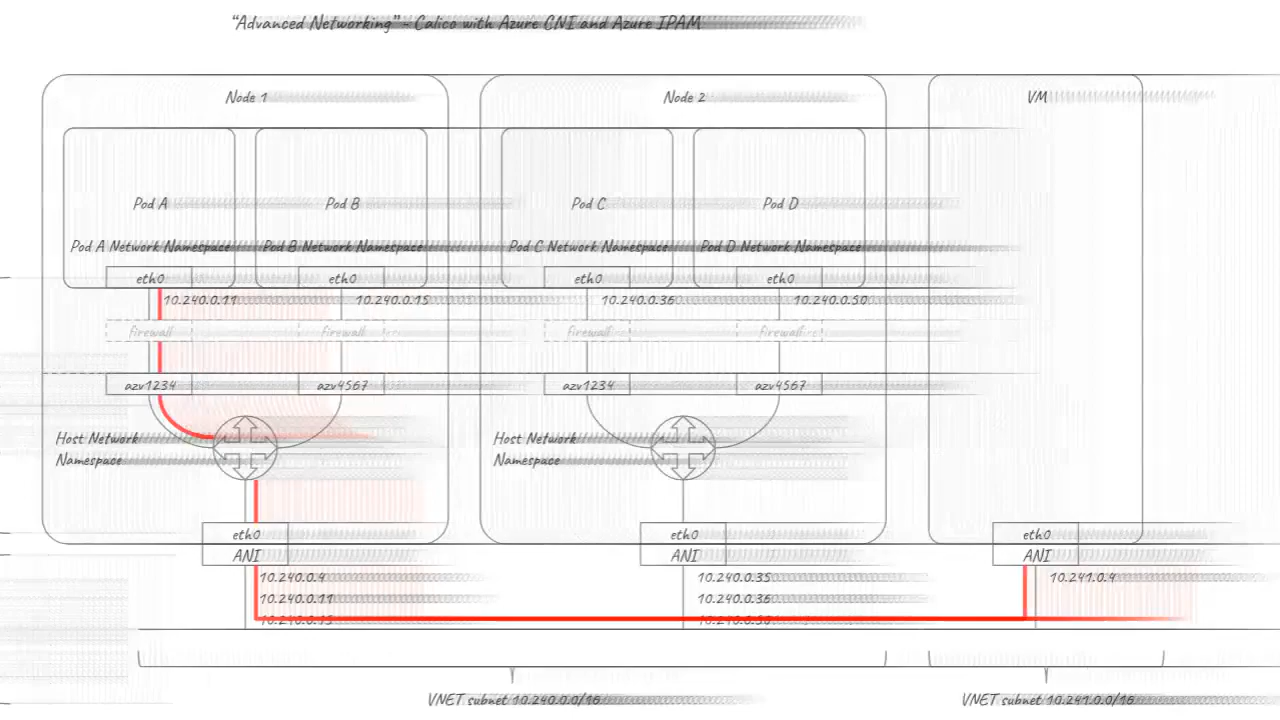 "Advanced Networking" - Calico with Azure CNI and Azure IPAM
Node 1
Node 2
VM
Pod A
Pod B
Pod C
Pod D
Pod A Network Namespace
Pod B Network Namespace
Pod C Network Namespace
Pod D Network Namespace
eth0
eth0
eth0
eth0
10.240.0.11
10.240.0.15
10.240.0.36
10.240.0.50
firewall
firewall
firewall
firewall
azv1234
azv4567
azv1234
azv4567
Host Network
Namespace
Host Network
Namespace
eth0
ANI
eth0
ANI
eth0
ANI
10.240.0.4
10.240.0.11
10.240.0.15
10.240.0.35
10.240.0.36
10.240.0.50
10.241.0.4
VNET subnet 10.240.0.0/16
VNET subnet 10.241.0.0/16